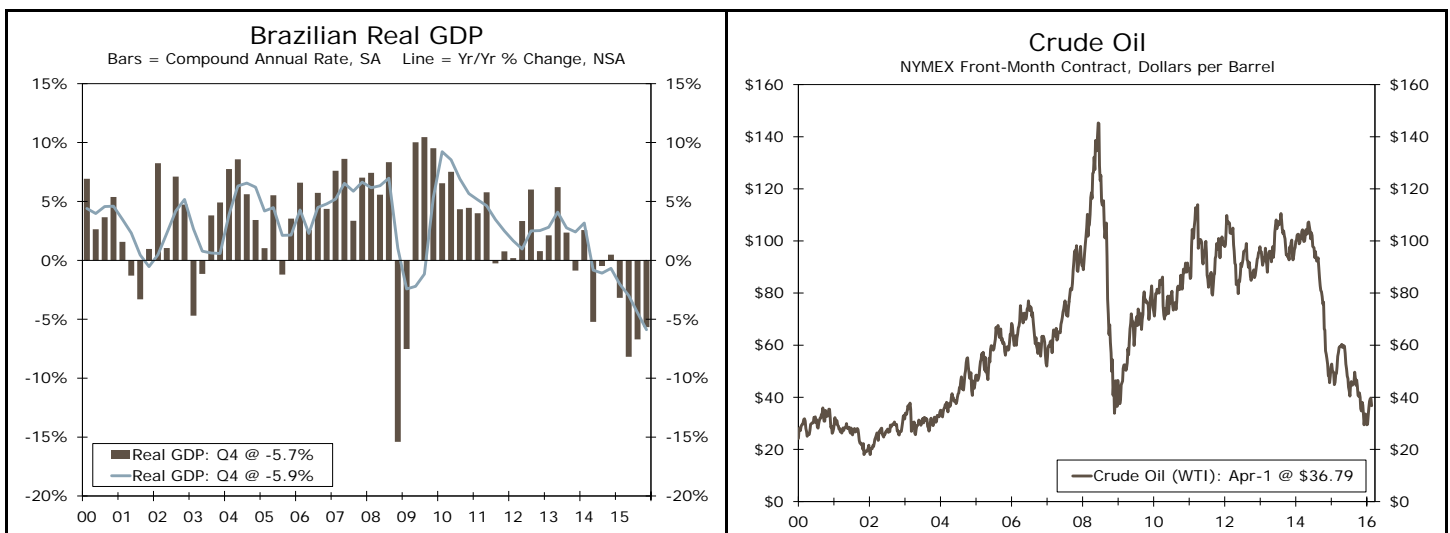 Brazilian Real GDP
Bars = Compound Annual Rate, SA    Line = Yr/Yr % Change, NSA
15% 15%
10% 10%
5% 5%
0% 0%
-5% -5%
-10% -10%
-15% -15%
-20% -20%
Real GDP: Q4 @ -5.7%
Real GDP: Q4 @ -5.9%
00 01 02 03 04 05 06 07 08 09 10 11 12 13 14 15
Crude Oil
NYMEX Front-Month Contract, Dollars per Barrel
$160 $160
$140 $140
$120 $120
$100 $100
$80 $80
$60 $60
$40 $40
$20 $20
$0 $0
Crude Oil (WTI): Apr-1 @ $36.79
00 02 04 06 08 10 12 14 16